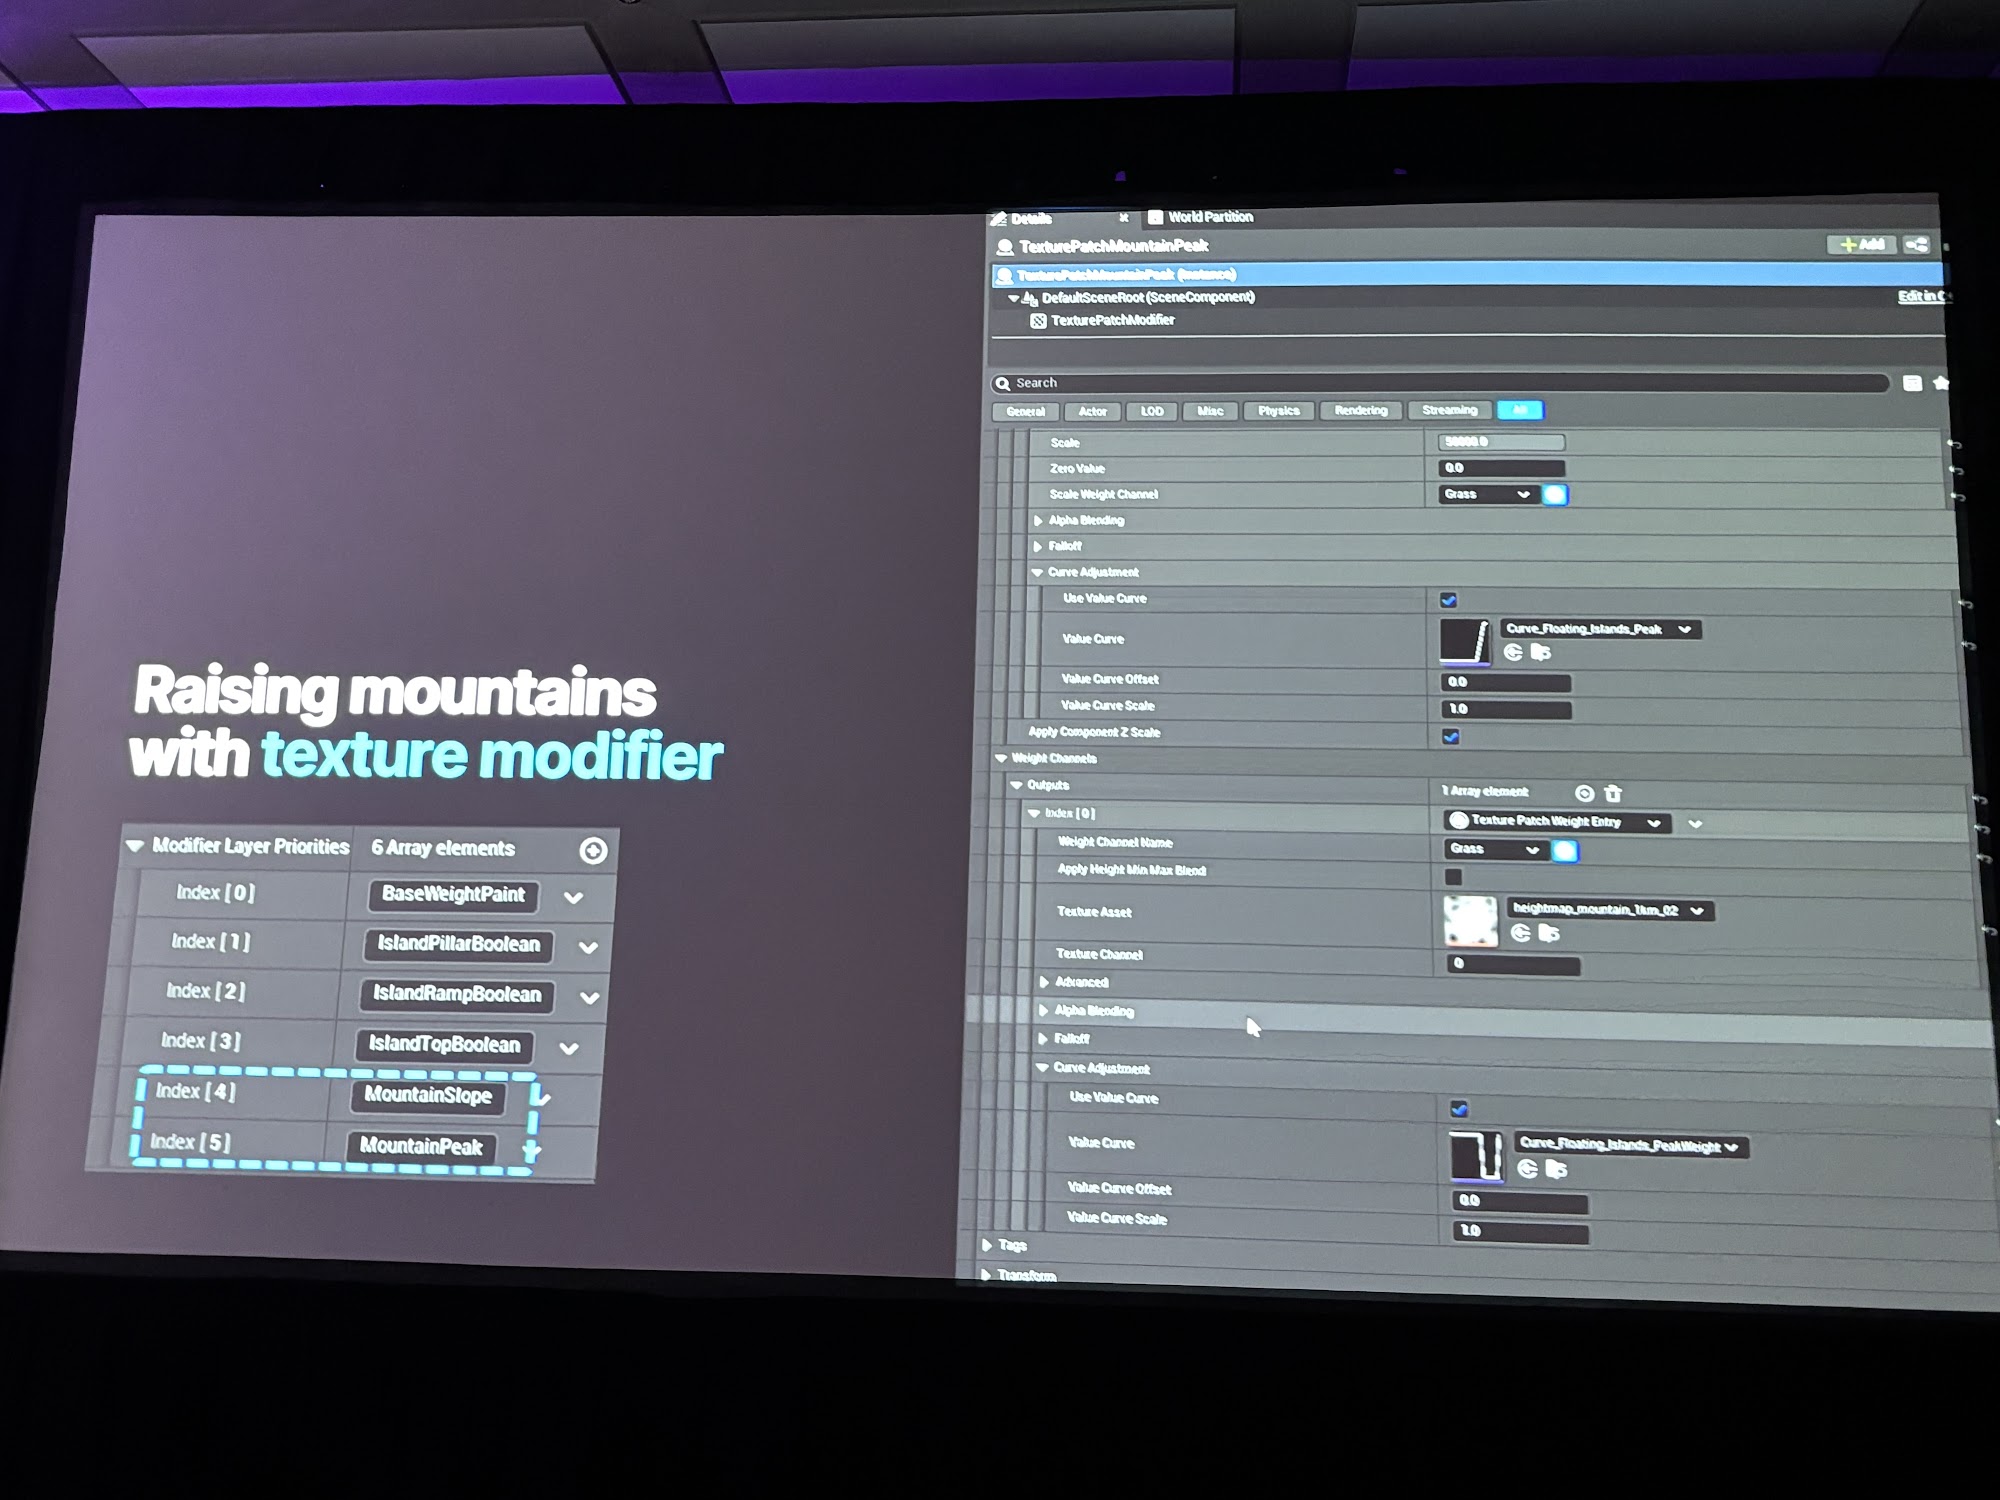 Raising mountains
with texture modifier
Modifier Layer Priorities 6 Array elements
Index [0] BaseWeightPaint
Index [1] IslandPillarBoolean
Index [2] IslandRampBoolean
Index [3] IslandTopBoolean
Index [4] MountainSlope
Index [5] MountainPeak
Details World Partition
TexturePatchMountainPeak
+ Add
TexturePatchMountainPeak (Instance)
DefaultSceneRoot (SceneComponent)
Edit in C
TexturePatchModifier
Search
General Actor LOD Misc Physics Rendering Streaming All
Scale
Zero Value 0.0
Scale Weight Channel Grass
Alpha Blending
Falloff
Curve Adjustment
Use Value Curve
Value Curve Curve_Floating_Islands_Peak
Value Curve Offset 0.0
Value Curve Scale 1.0
Apply Component Z Scale
Weight Channels
Outputs 1 Array element
Index [0] Texture Patch Weight Entry
Weight Channel Name Grass
Apply Height Min Max Blend
Texture Asset heightmap_mountain_1km_02
Texture Channel 0
Advanced
Alpha Blending
Falloff
Curve Adjustment
Use Value Curve
Value Curve Curve_Floating_Islands_PeakWeight
Value Curve Offset 0.0
Value Curve Scale 1.0
Tags
Transform